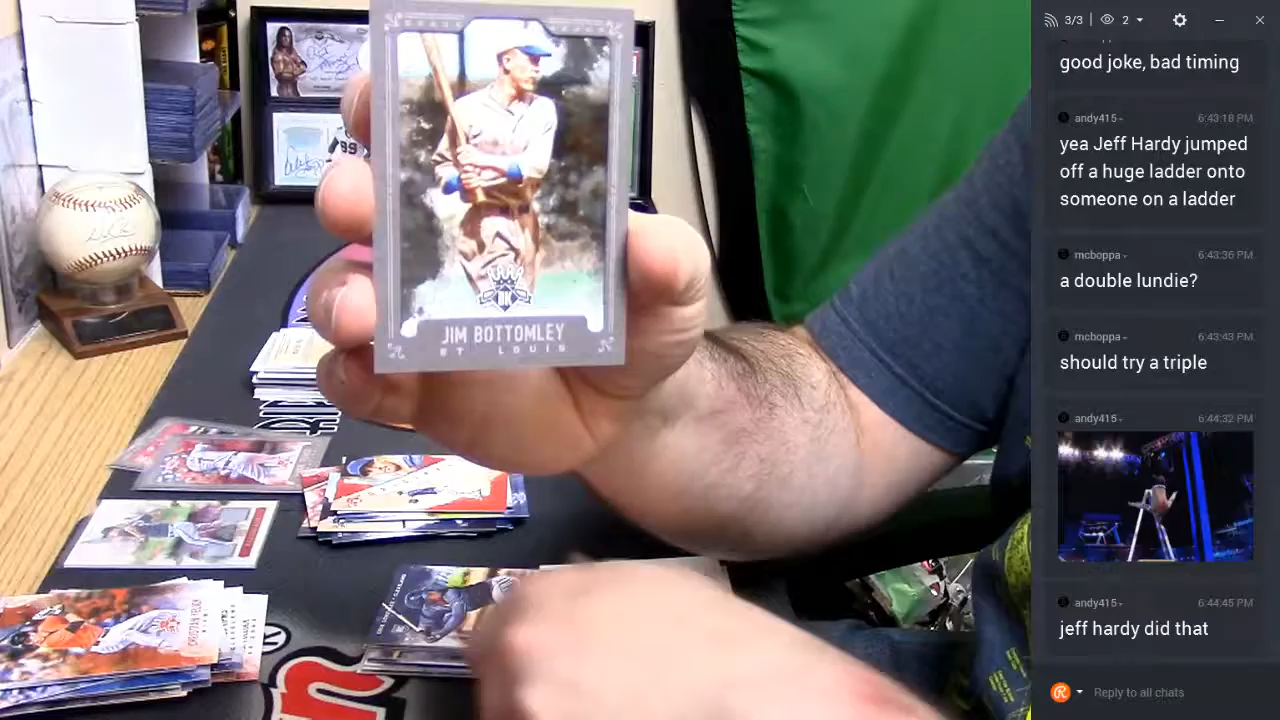 JIM BOTTOMLEY
ST. LOUIS
DK
99
3/3
2
good joke, bad timing
andy415
6:43:18 PM
yea Jeff Hardy jumped
off a huge ladder onto
someone on a ladder
mcboppa
6:43:36 PM
a double lundie?
mcboppa
6:43:43 PM
should try a triple
andy415
6:44:32 PM
andy415
6:44:45 PM
jeff hardy did that
Reply to all chats